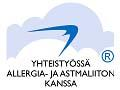 ®
YHTEISTYÖSSÄ
ALLERGIA- JA ASTMALIITON
KANSSA